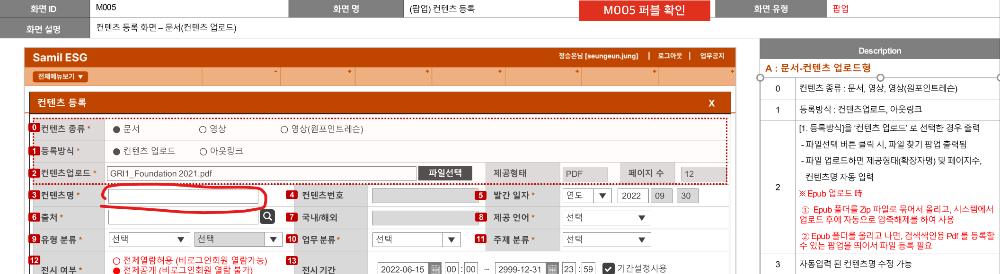 화면 ID M005 화면 명 (팝업) 컨텐츠 등록 M005 퍼블 확인 화면 유형 팝업
화면 설명 컨텐츠 등록 화면 – 문서(컨텐츠 업로드)
Samil ESG 정승은님 [seungeun.jung] | 로그아웃 | 업무공지
전체메뉴보기 ▼ - + + + + + +
컨텐츠 등록 X
0 컨텐츠 종류 * ● 문서 ○ 영상 ○ 영상(원포인트레슨)
1 등록방식 * ● 컨텐츠 업로드 ○ 아웃링크
2 컨텐츠업로드 * GRI1_Foundation 2021.pdf 파일선택 제공형태 PDF 페이지 수 12
3 컨텐츠명 * 4 컨텐츠번호 5 발간 일자 * 연도 ▼ 2022 09 30
6 출처 * 7 국내/해외 8 제공 언어 * 선택 ▼
9 유형 분류 * 선택 ▼ 선택 ▼ 10 업무 분류 * 선택 ▼ 11 주제 분류 * 선택 ▼
12 전시 여부 * ○ 전체열람허용 (비로그인회원 열람가능)
● 전체공개 (비로그인회원 열람 불가)
13 전시 기간 2022-06-15 00 : 00 ~ 2999-12-31 23 : 59 기간설정사용
Description
A : 문서-컨텐츠 업로드형
0 컨텐츠 종류 : 문서, 영상, 영상(원포인트레슨)
1 등록방식 : 컨텐츠업로드, 아웃링크
2 [1. 등록방식]을 ‘컨텐츠 업로드’ 로 선택한 경우 출력
- 파일선택 버튼 클릭 시, 파일 찾기 팝업 출력됨
- 파일 업로드하면 제공형태(확장자명) 및 페이지수,
컨텐츠명 자동 입력
※ Epub 업로드 時
① Epub 폴더를 Zip 파일로 묶어서 올리고, 시스템에서
업로드 후에 자동으로 압축해제를 하여 사용
② Epub 폴더를 올리고 나면, 검색색인용 Pdf 를 등록할
수 있는 팝업을 띄어서 파일 등록 필요
3 자동입력 된 컨텐츠명 수정 가능